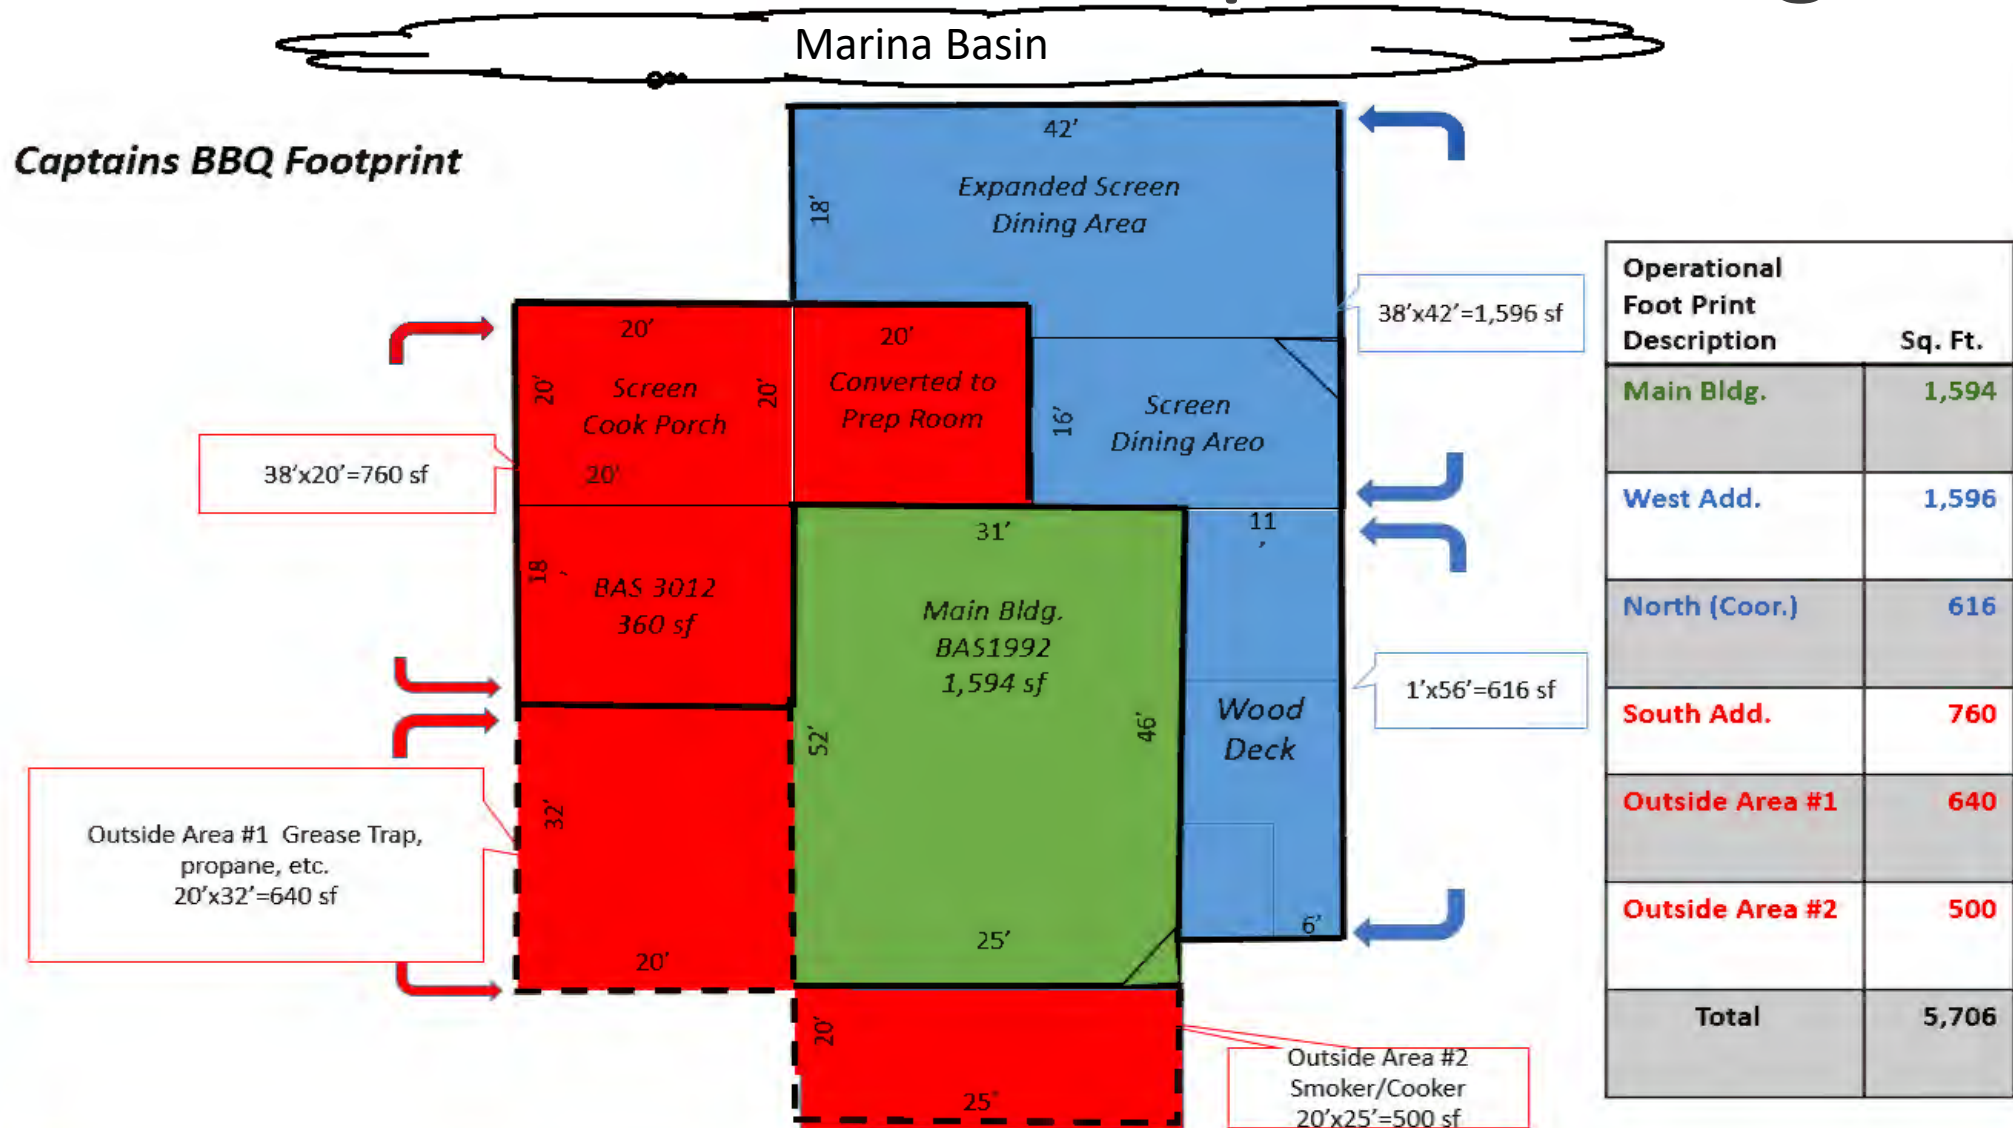 Marina Basin
Captains BBQ Footprint
42'
18'
Expanded Screen
Dining Area
38'x42'=1,596 sf
20'
20'
Screen
Cook Porch
20'
20'
20'
Converted to
Prep Room
16'
Screen
Dining Area
38'x20'=760 sf
18'
BAS 3012
360 sf
31'
Main Bldg.
BAS1992
1,594 sf
52'
46'
25'
11
'
Wood
Deck
6'
1'x56'=616 sf
Outside Area #1 Grease Trap,
propane, etc.
20'x32'=640 sf
32'
20'
20'
25'
Outside Area #2
Smoker/Cooker
20'x25'=500 sf
Operational
Foot Print
Description Sq. Ft.
Main Bldg. 1,594
West Add. 1,596
North (Coor.) 616
South Add. 760
Outside Area #1 640
Outside Area #2 500
Total 5,706